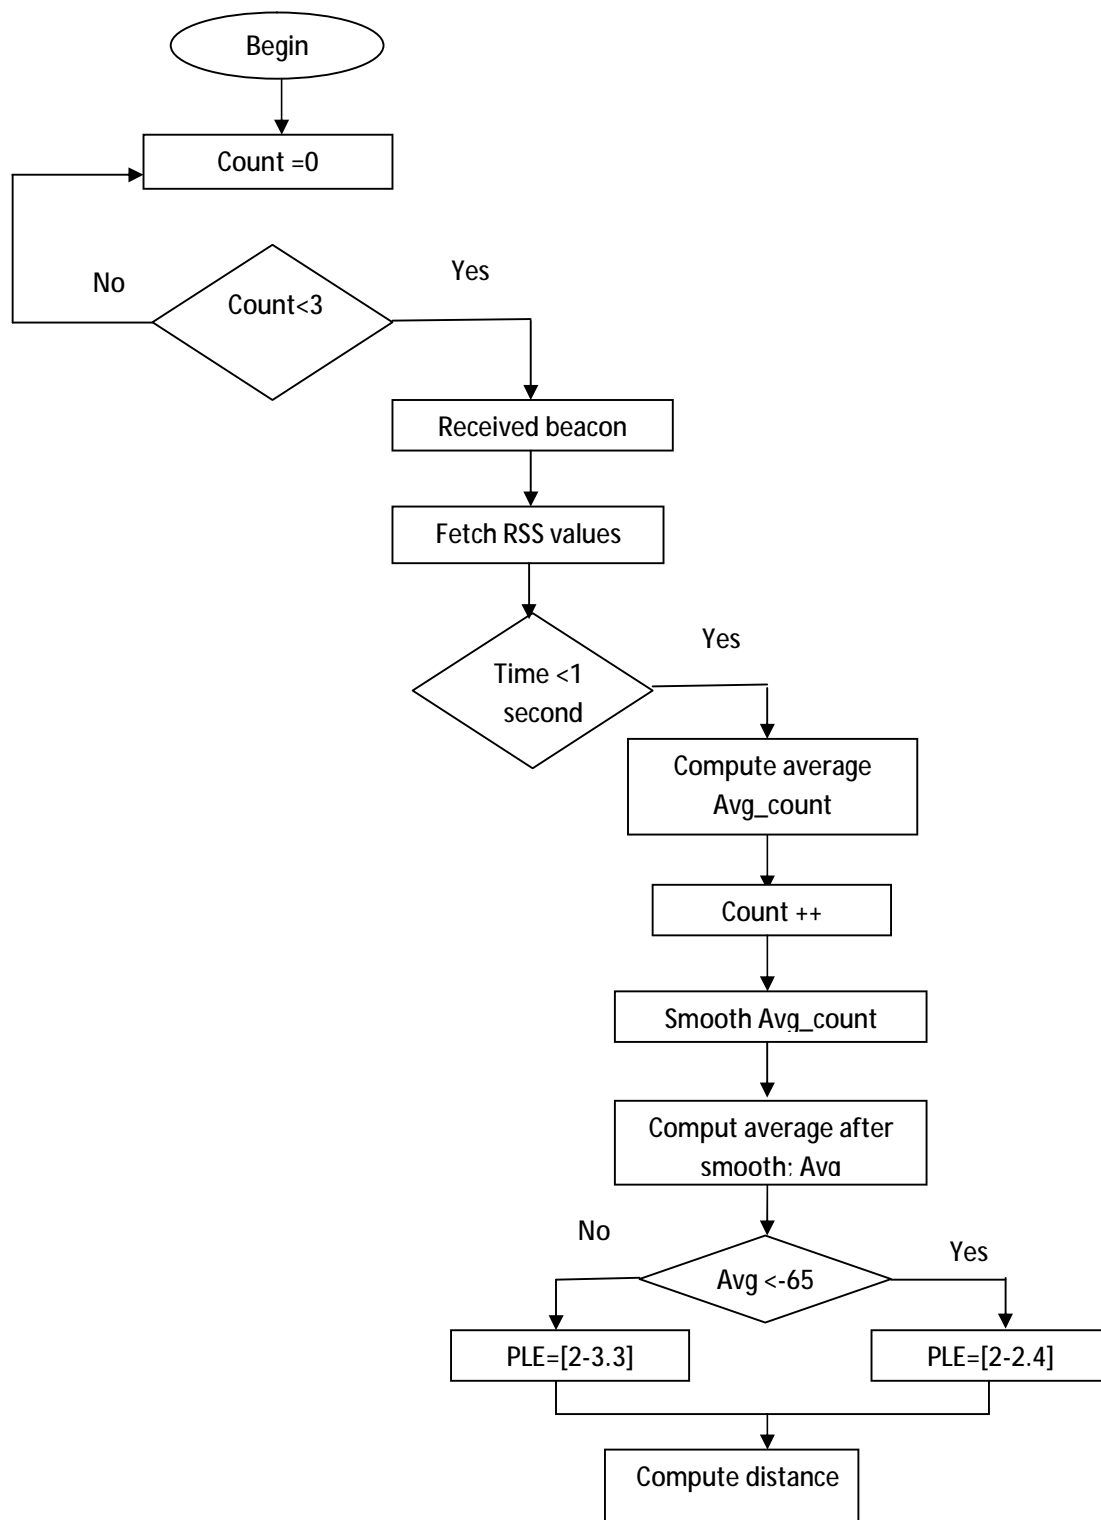 Begin
Count =0
No
Yes
Count<3
Received beacon
Fetch RSS values
Yes
Time <1
second
Compute average
Avg_count
Count ++
Smooth Avg_count
Comput average after
smooth: Avg
No
Yes
Avg <-65
PLE=[2-3.3]
PLE=[2-2.4]
Compute distance